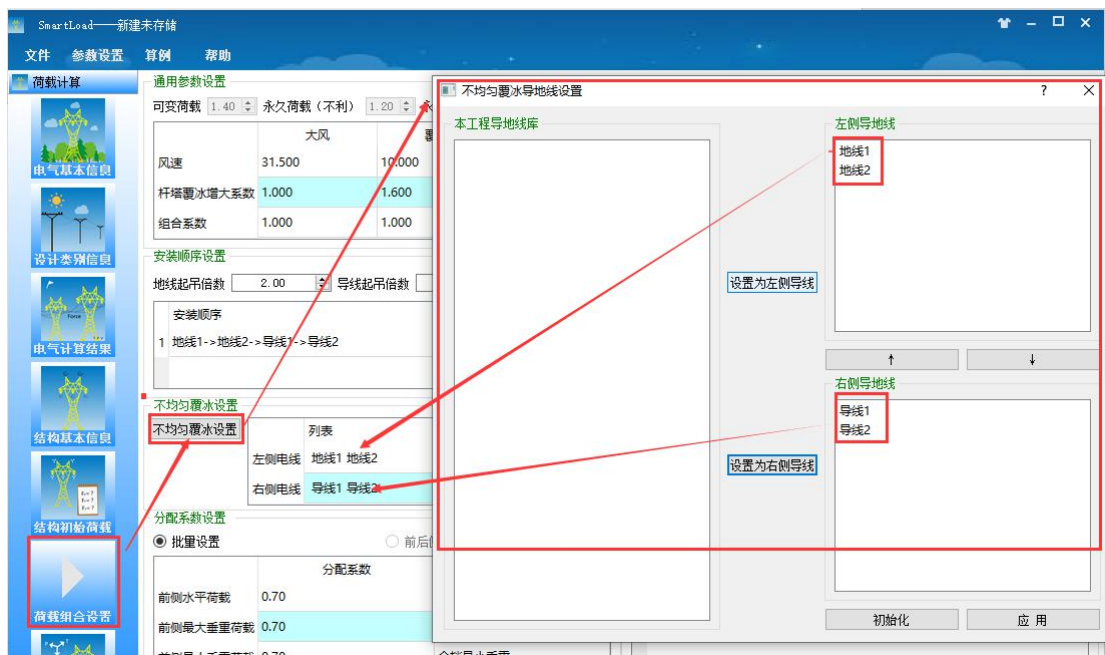 SmartLoad——新建未存储
文件 参数设置 算例 帮助
荷载计算
电气基本信息
设计类别信息
Force
电气计算结果
结构基本信息
结构初始荷载
荷载组合设置
通用参数设置
可变荷载 1.40 永久荷载（不利） 1.20
大风
风速 31.500 10.000
杆塔覆冰增大系数 1.000 1.600
组合系数 1.000 1.000
安装顺序设置
地线起吊倍数 2.00 导线起吊倍数
安装顺序
1 地线1->地线2->导线1->导线2
不均匀覆冰设置
不均匀覆冰设置
列表
左侧电线 地线1 地线2
右侧电线 导线1 导线2
分配系数设置
批量设置 前后
分配系数
前侧水平荷载 0.70
前侧最大垂重荷载 0.70
不均匀覆冰导地线设置 ?
本工程导地线库
左侧导地线
地线1
地线2
设置为左侧导线
↑ ↓
右侧导地线
导线1
导线2
设置为右侧导线
初始化 应 用